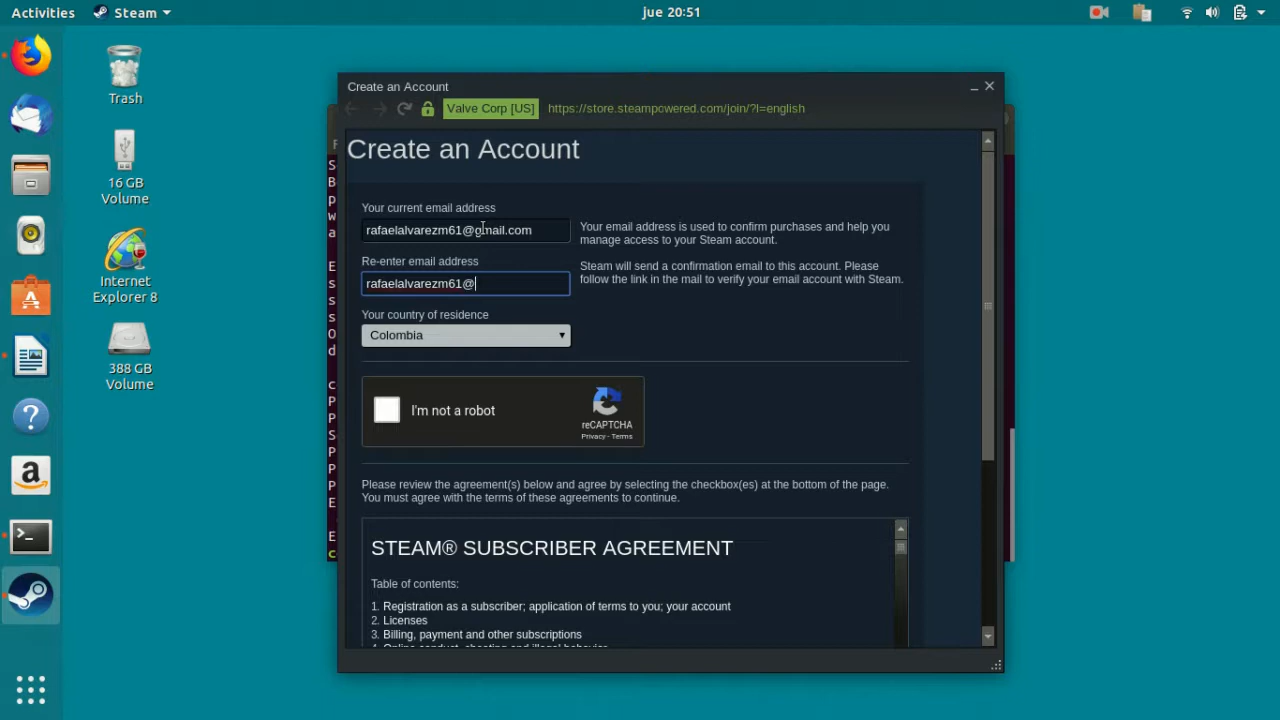 Activities
Steam
jue 20:51
Trash
16 GB
Volume
Internet
Explorer 8
388 GB
Volume
Create an Account
Valve Corp [US]
https://store.steampowered.com/join/?l=english
Create an Account
Your current email address
rafaelalvarezm61@gmail.com
Your email address is used to confirm purchases and help you
manage access to your Steam account.
Re-enter email address
rafaelalvarezm61@
Steam will send a confirmation email to this account. Please
follow the link in the mail to verify your email account with Steam.
Your country of residence
Colombia
I'm not a robot
reCAPTCHA
Privacy - Terms
Please review the agreement(s) below and agree by selecting the checkbox(es) at the bottom of the page.
You must agree with the terms of these agreements to continue.
STEAM® SUBSCRIBER AGREEMENT
Table of contents:
1. Registration as a subscriber; application of terms to you; your account
2. Licenses
3. Billing, payment and other subscriptions
4. Online conduct, cheating and illegal behavior